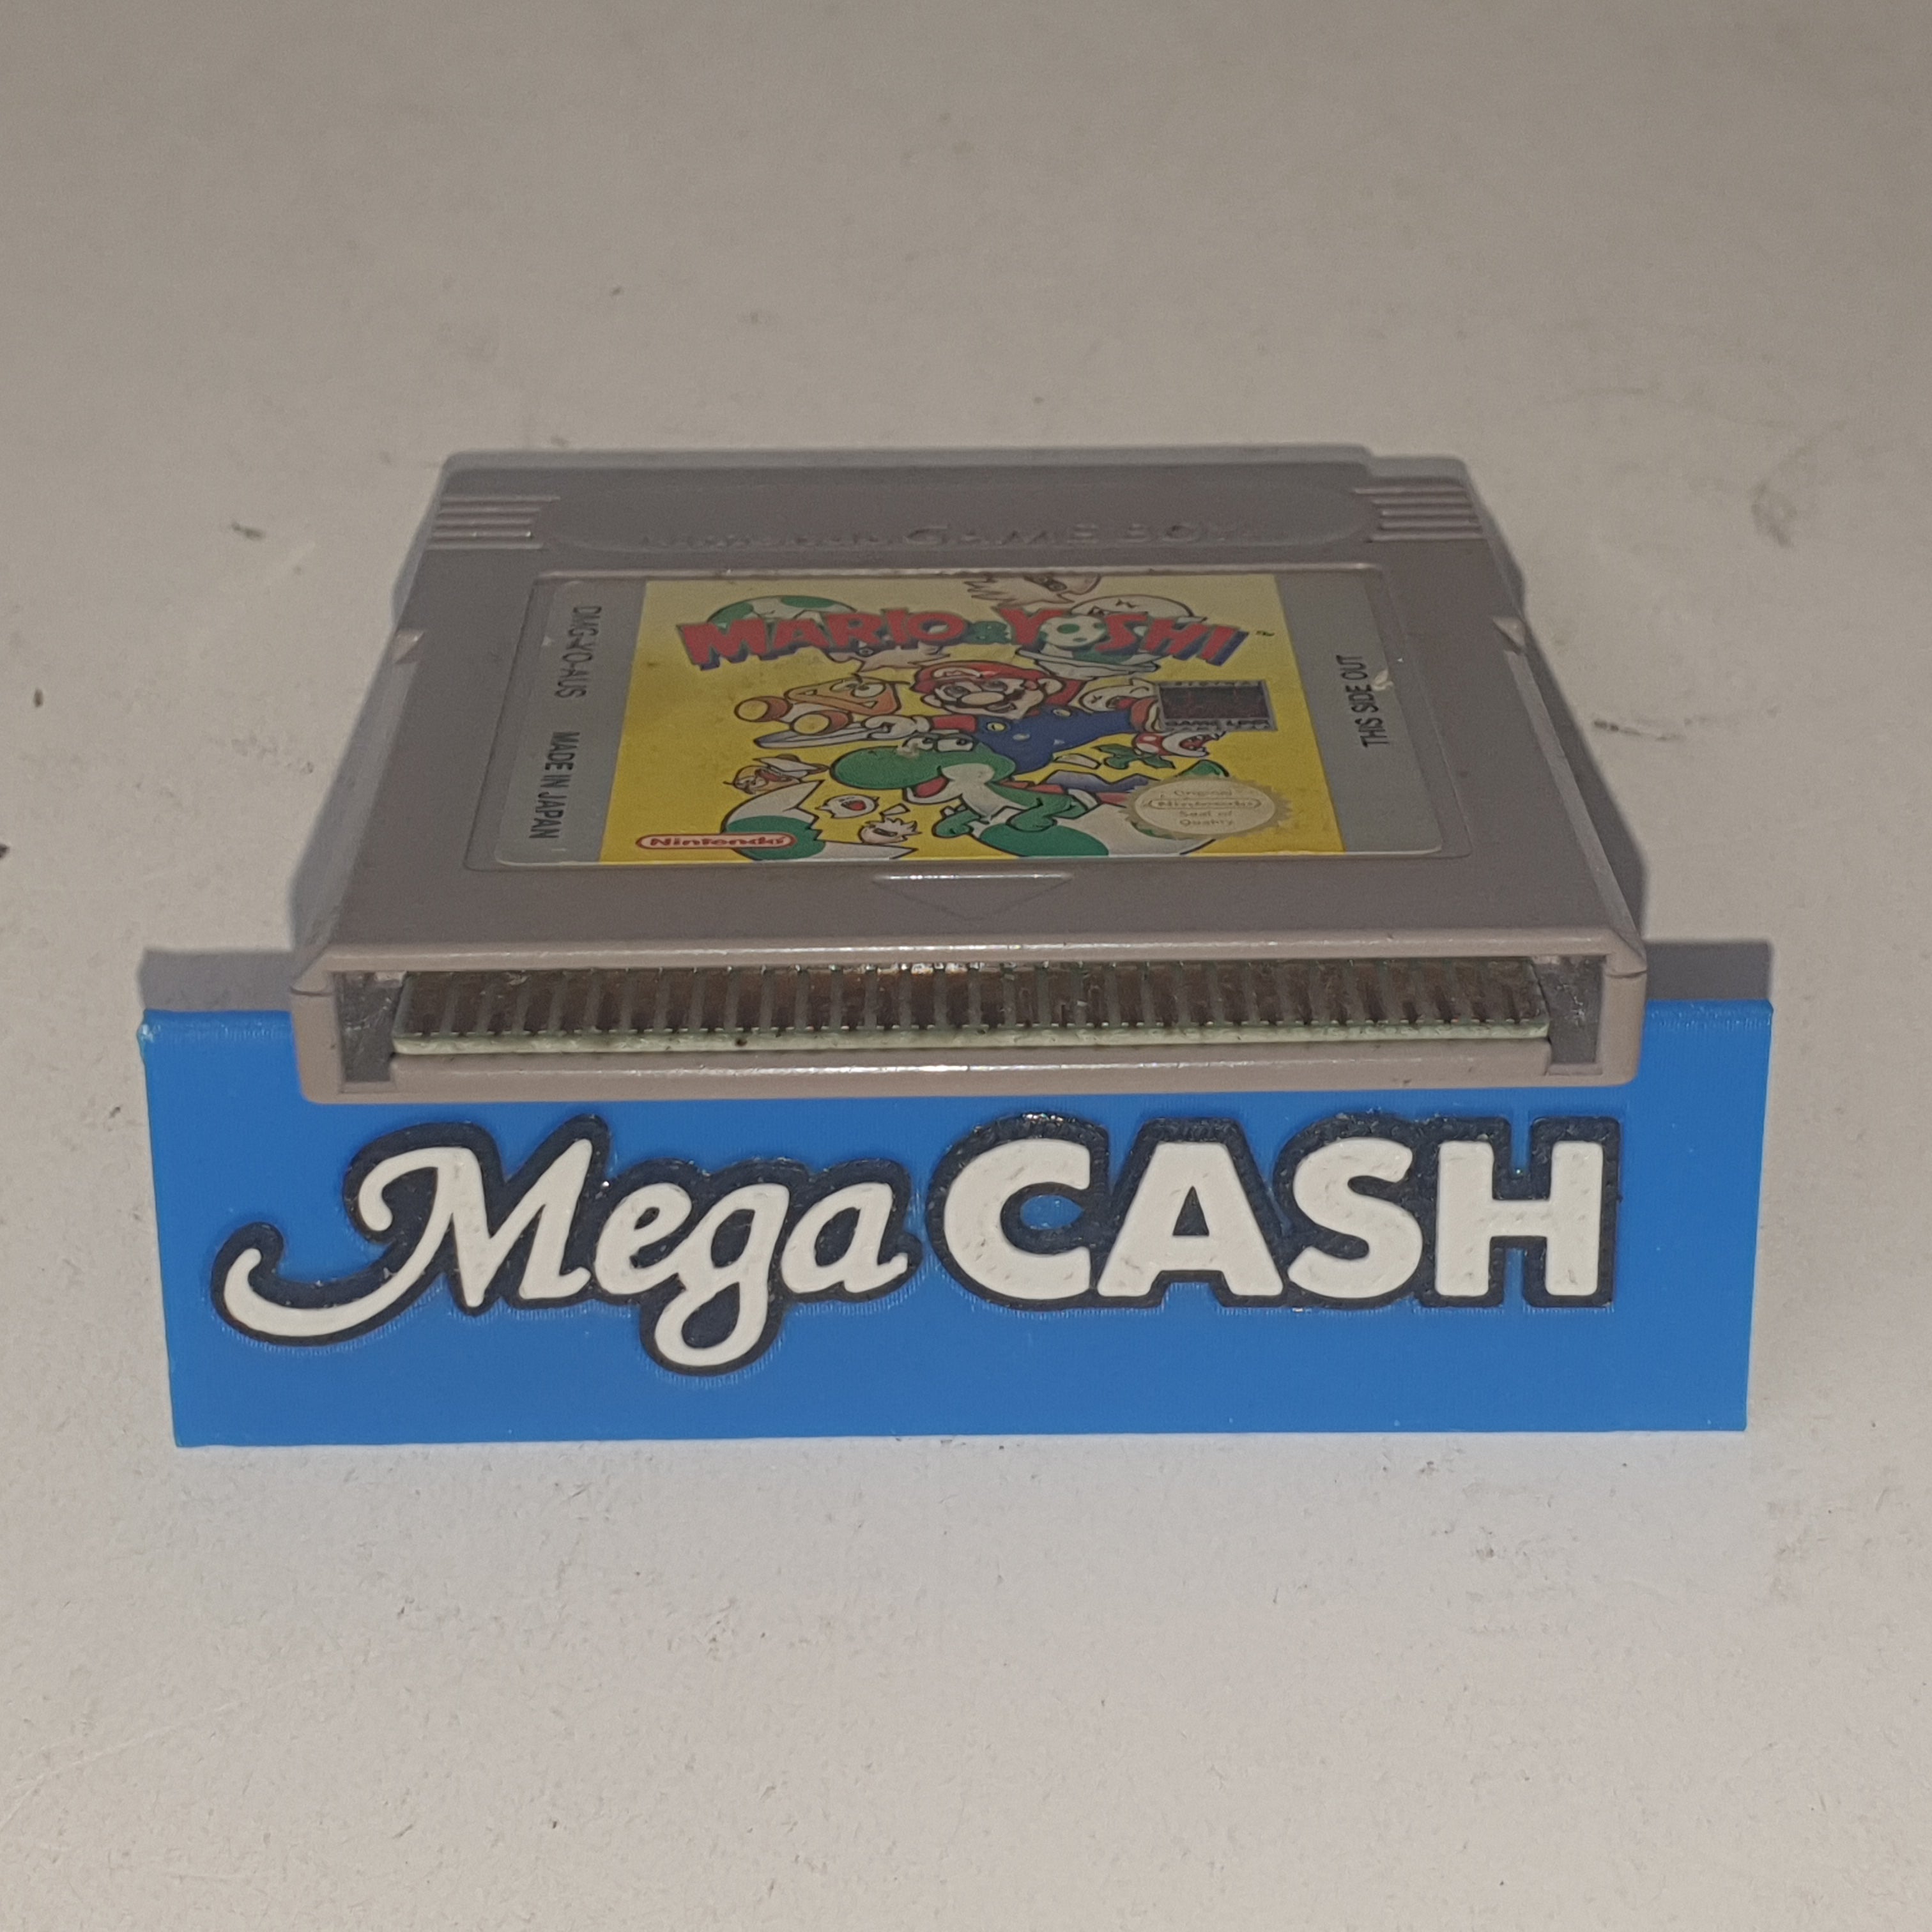 GAME BOY
MARIO & YOSHI™
DMG-YO-AUS MADE IN JAPAN
THIS SIDE OUT
Original
Nintendo
Seal of
Quality
Nintendo
Mega CASH